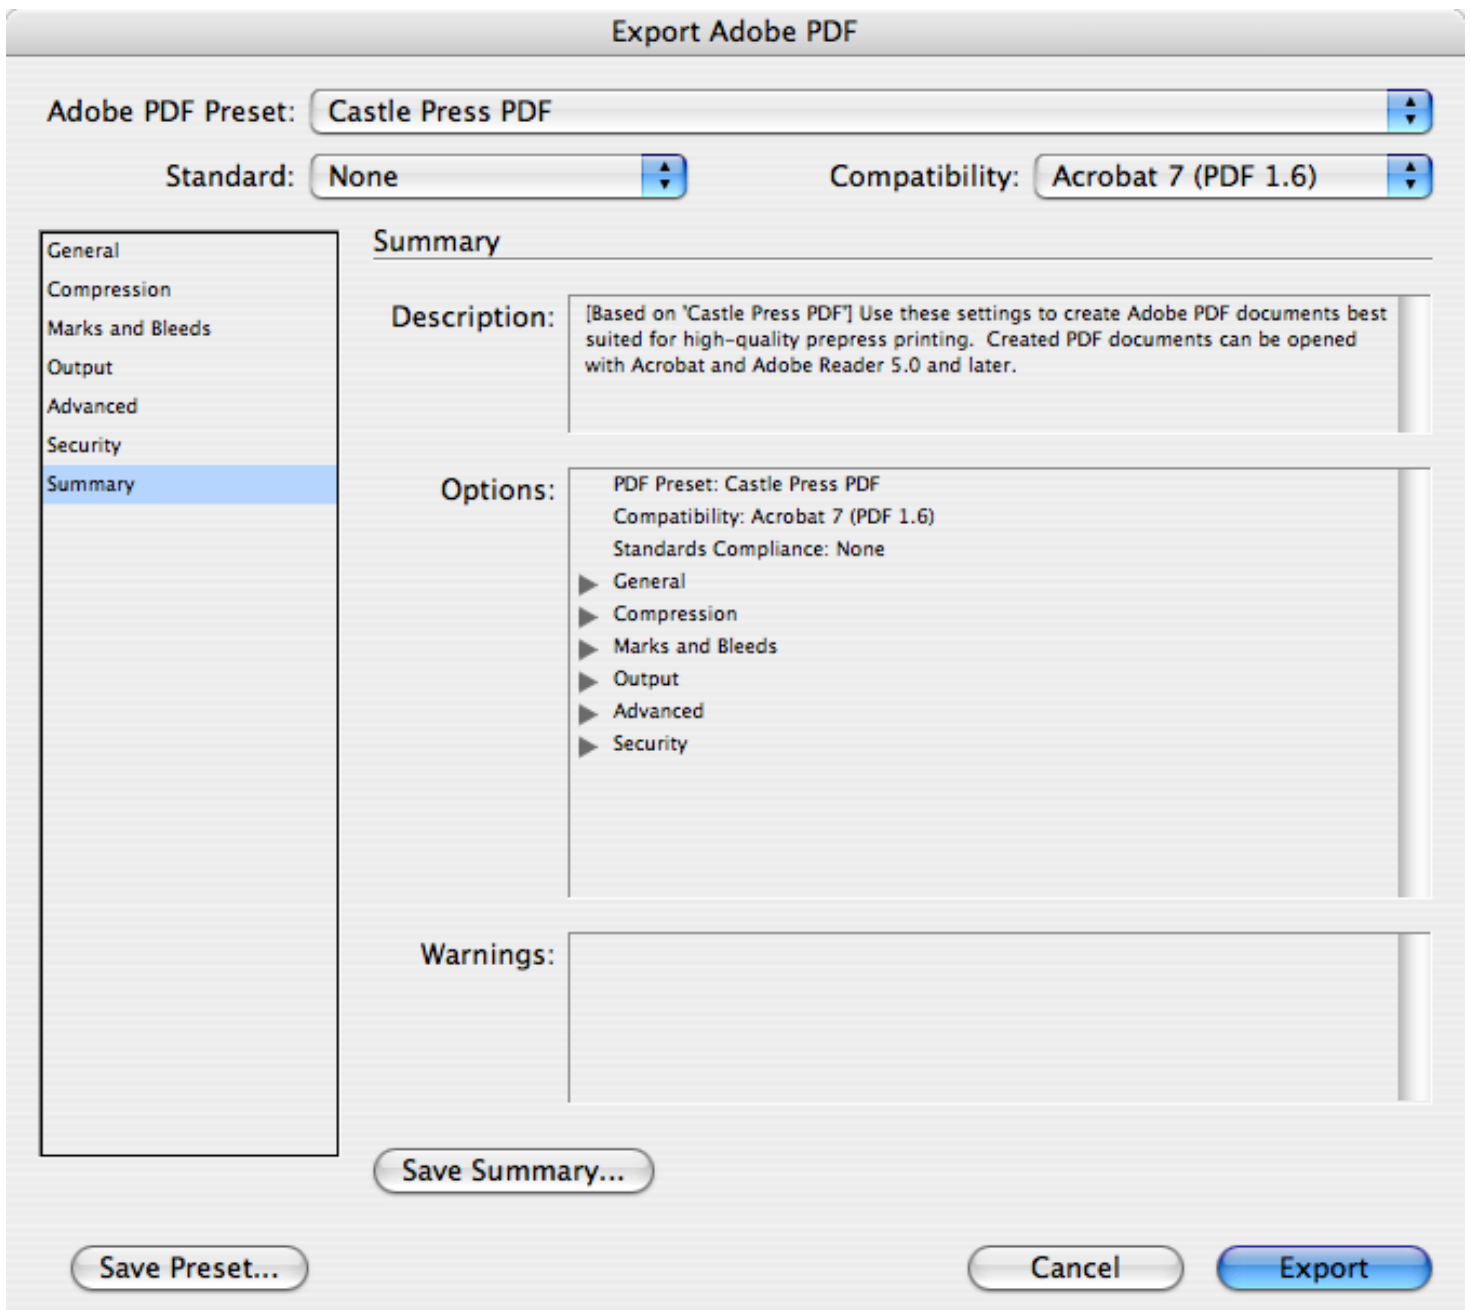 Export Adobe PDF
Adobe PDF Preset: Castle Press PDF
Standard: None
Compatibility: Acrobat 7 (PDF 1.6)
General
Compression
Marks and Bleeds
Output
Advanced
Security
Summary
Summary
Description:
[Based on 'Castle Press PDF'] Use these settings to create Adobe PDF documents best
suited for high-quality prepress printing.  Created PDF documents can be opened
with Acrobat and Adobe Reader 5.0 and later.
Options:
PDF Preset: Castle Press PDF
Compatibility: Acrobat 7 (PDF 1.6)
Standards Compliance: None
General
Compression
Marks and Bleeds
Output
Advanced
Security
Warnings:
Save Summary...
Save Preset...
Cancel
Export